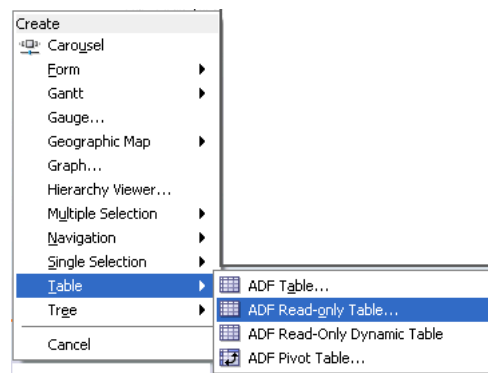 Create
Carousel
Form
Gantt
Gauge...
Geographic Map
Graph...
Hierarchy Viewer...
Multiple Selection
Navigation
Single Selection
Table
Tree
Cancel
ADF Table...
ADF Read-only Table...
ADF Read-Only Dynamic Table
ADF Pivot Table...